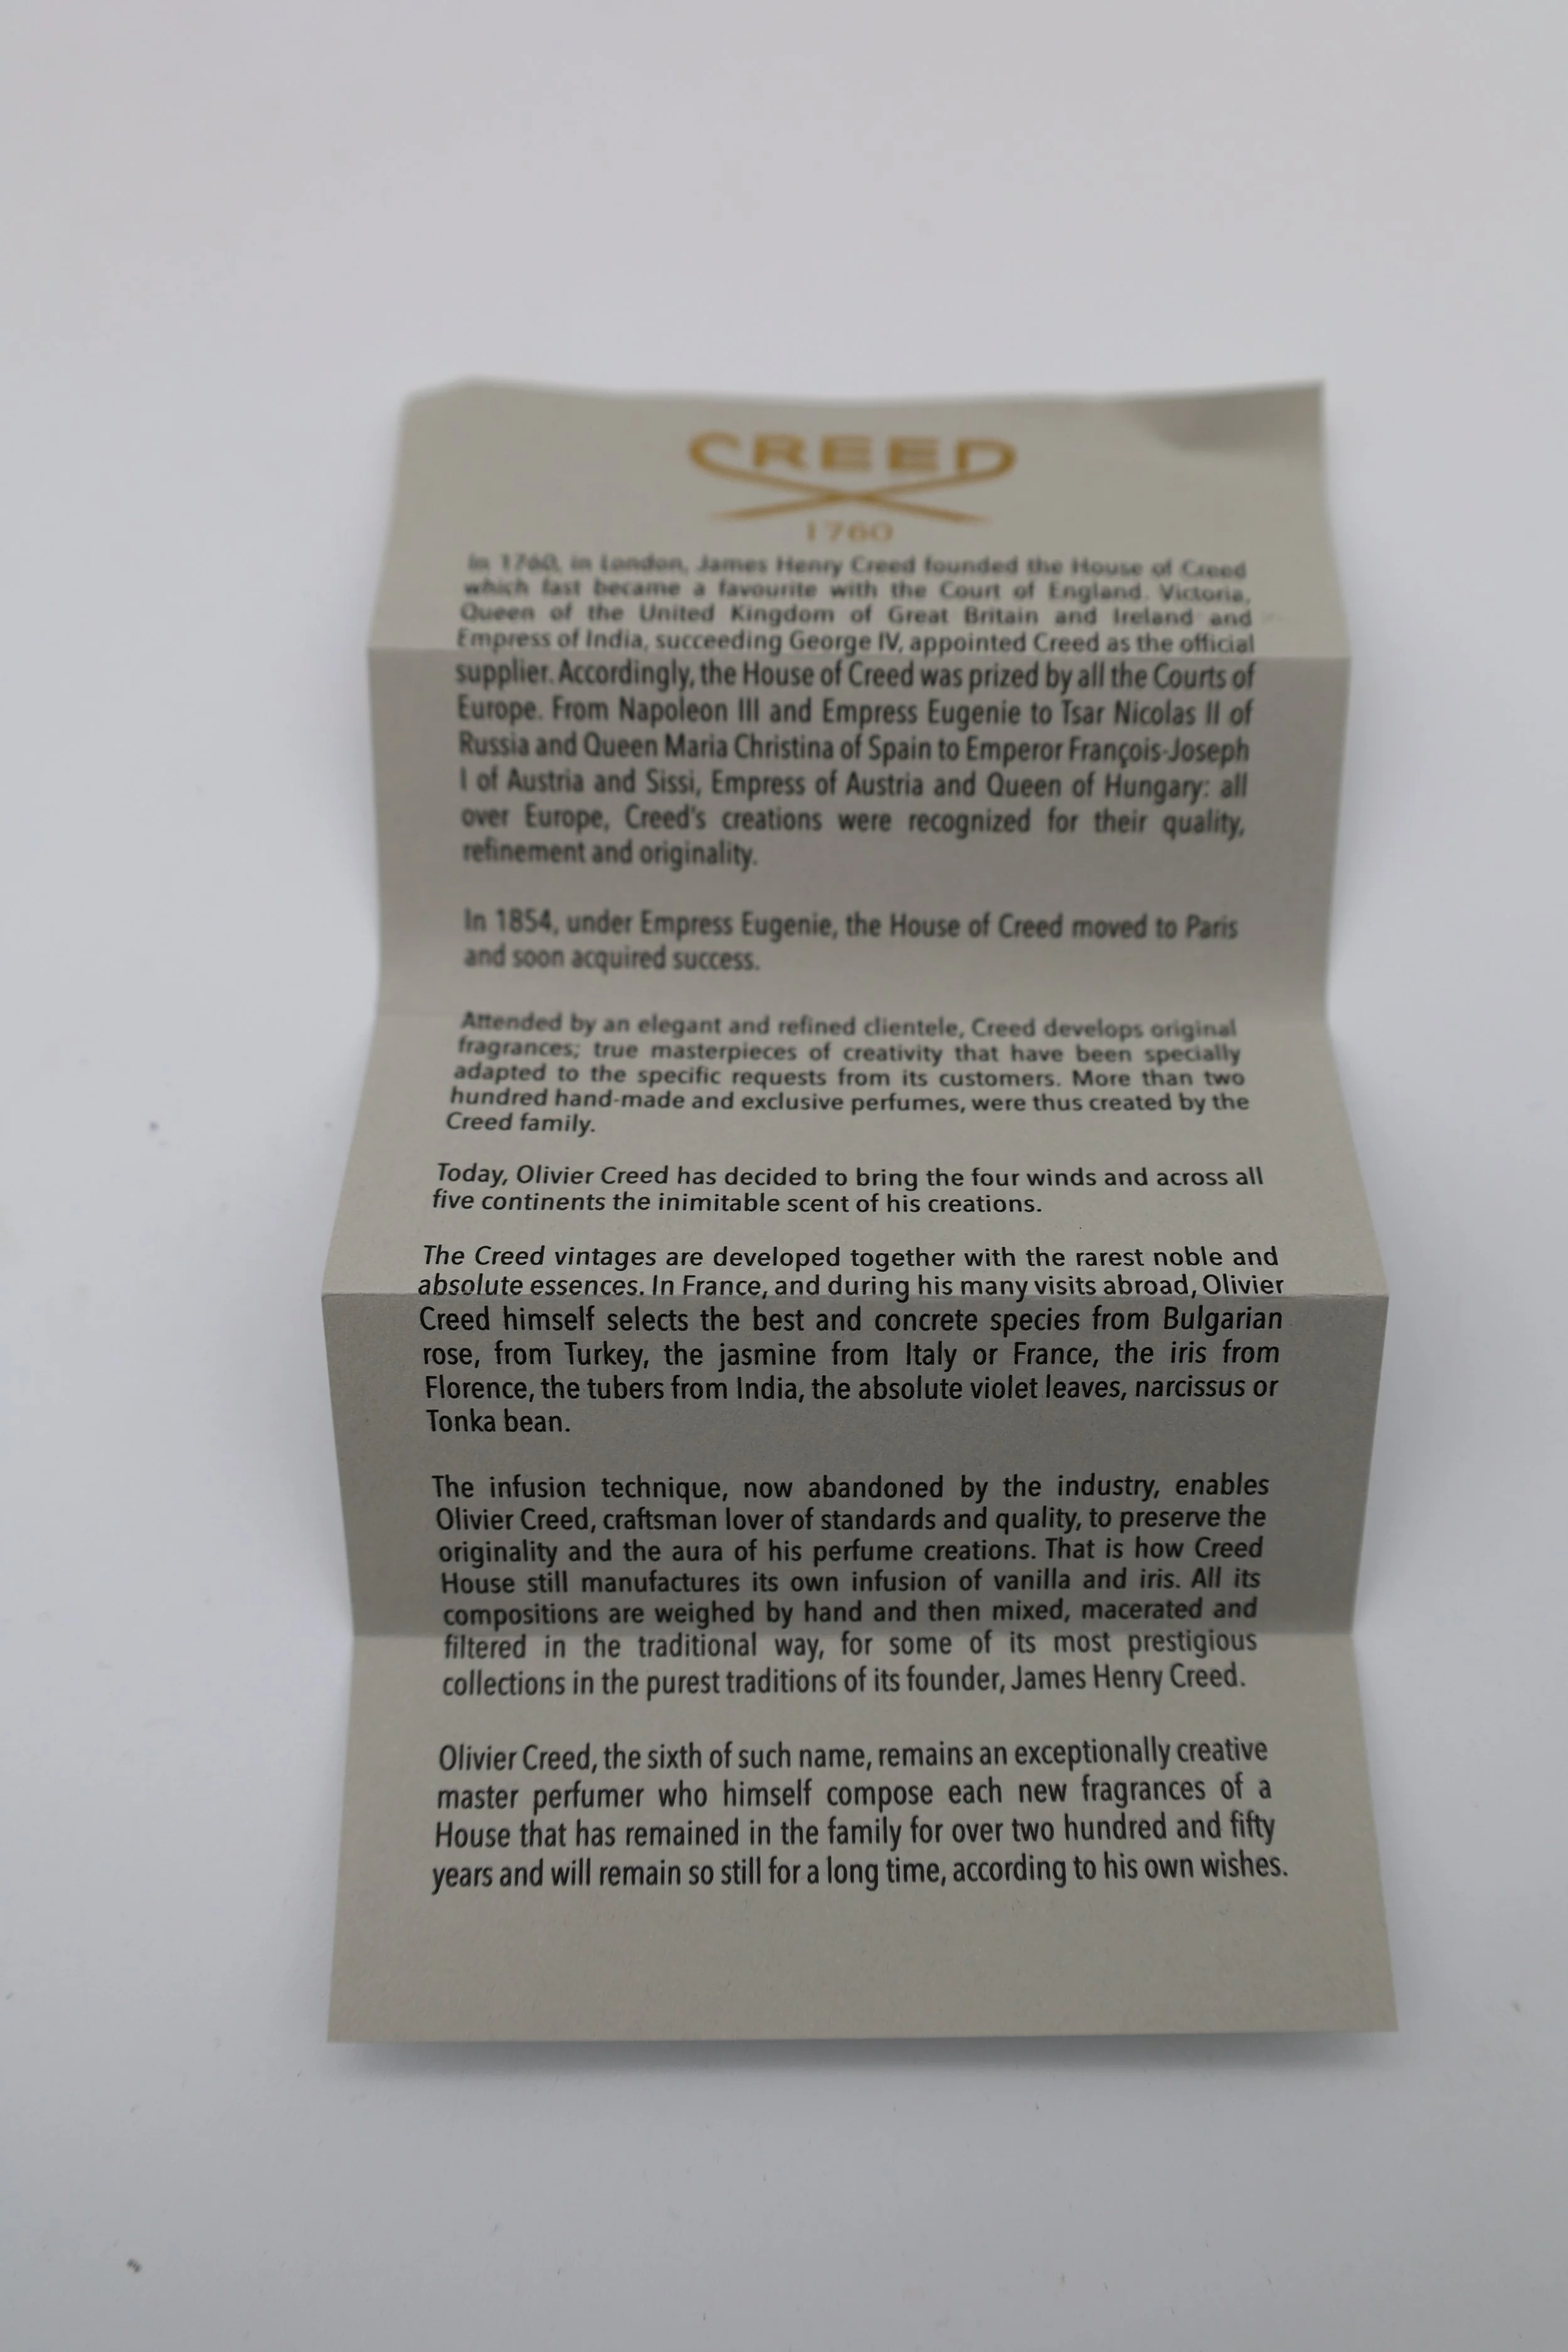 CREED
1760
In 1760, in London, James Henry Creed founded the House of Creed
which fast became a favourite with the Court of England. Victoria,
Queen of the United Kingdom of Great Britain and Ireland and
Empress of India, succeeding George IV, appointed Creed as the official
supplier. Accordingly, the House of Creed was prized by all the Courts of
Europe. From Napoleon III and Empress Eugenie to Tsar Nicolas II of
Russia and Queen Maria Christina of Spain to Emperor François-Joseph
I of Austria and Sissi, Empress of Austria and Queen of Hungary: all
over Europe, Creed's creations were recognized for their quality,
refinement and originality.
In 1854, under Empress Eugenie, the House of Creed moved to Paris
and soon acquired success.
Attended by an elegant and refined clientele, Creed develops original
fragrances; true masterpieces of creativity that have been specially
adapted to the specific requests from its customers. More than two
hundred hand-made and exclusive perfumes, were thus created by the
Creed family.
Today, Olivier Creed has decided to bring the four winds and across all
five continents the inimitable scent of his creations.
The Creed vintages are developed together with the rarest noble and
absolute essences. In France, and during his many visits abroad, Olivier
Creed himself selects the best and concrete species from Bulgarian
rose, from Turkey, the jasmine from Italy or France, the iris from
Florence, the tubers from India, the absolute violet leaves, narcissus or
Tonka bean.
The infusion technique, now abandoned by the industry, enables
Olivier Creed, craftsman lover of standards and quality, to preserve the
originality and the aura of his perfume creations. That is how Creed
House still manufactures its own infusion of vanilla and iris. All its
compositions are weighed by hand and then mixed, macerated and
filtered in the traditional way, for some of its most prestigious
collections in the purest traditions of its founder, James Henry Creed.
Olivier Creed, the sixth of such name, remains an exceptionally creative
master perfumer who himself compose each new fragrances of a
House that has remained in the family for over two hundred and fifty
years and will remain so still for a long time, according to his own wishes.